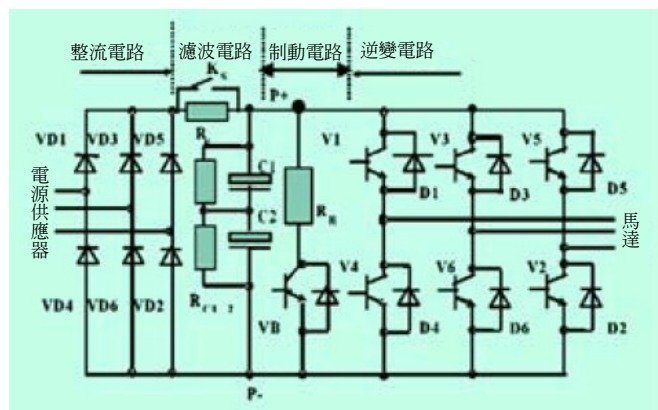 整流電路 濾波電路 制動電路 逆變電路
P+
VD1 VD3 VD5
V1 V3 V5
C1
D1 D3 D5
電源供應器
C2
馬達
V4 V6 V2
VD4 VD6 VD2
VB
D4 D6 D2
P-